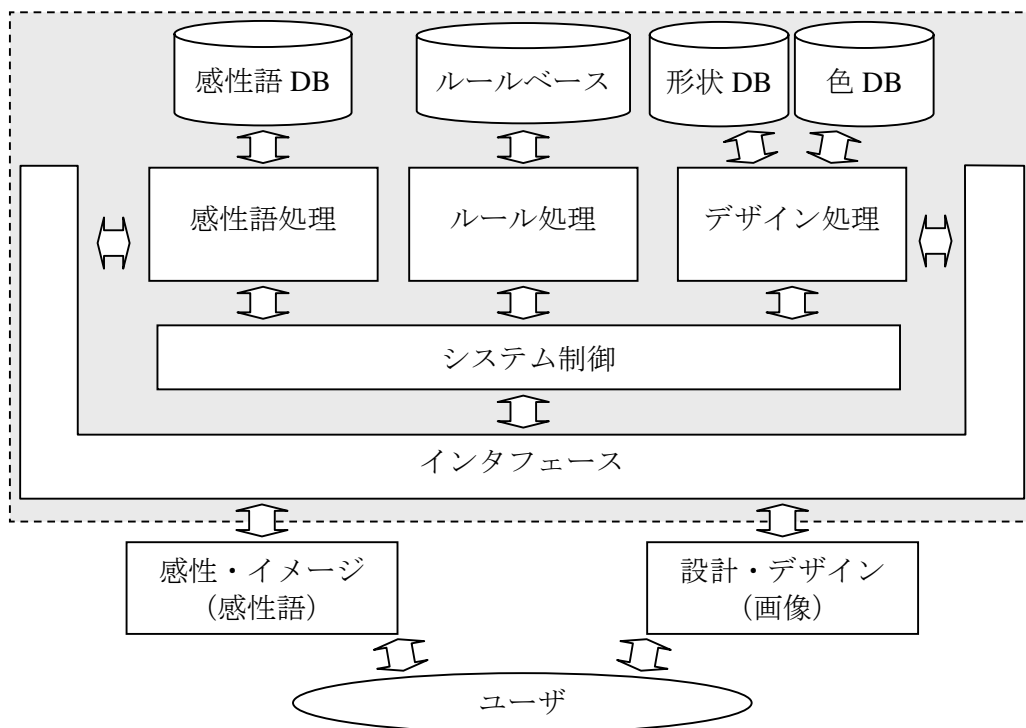 感性語 DB
ルールベース
形状 DB
色 DB
感性語処理
ルール処理
デザイン処理
システム制御
インタフェース
感性・イメージ
（感性語）
設計・デザイン
（画像）
ユーザ